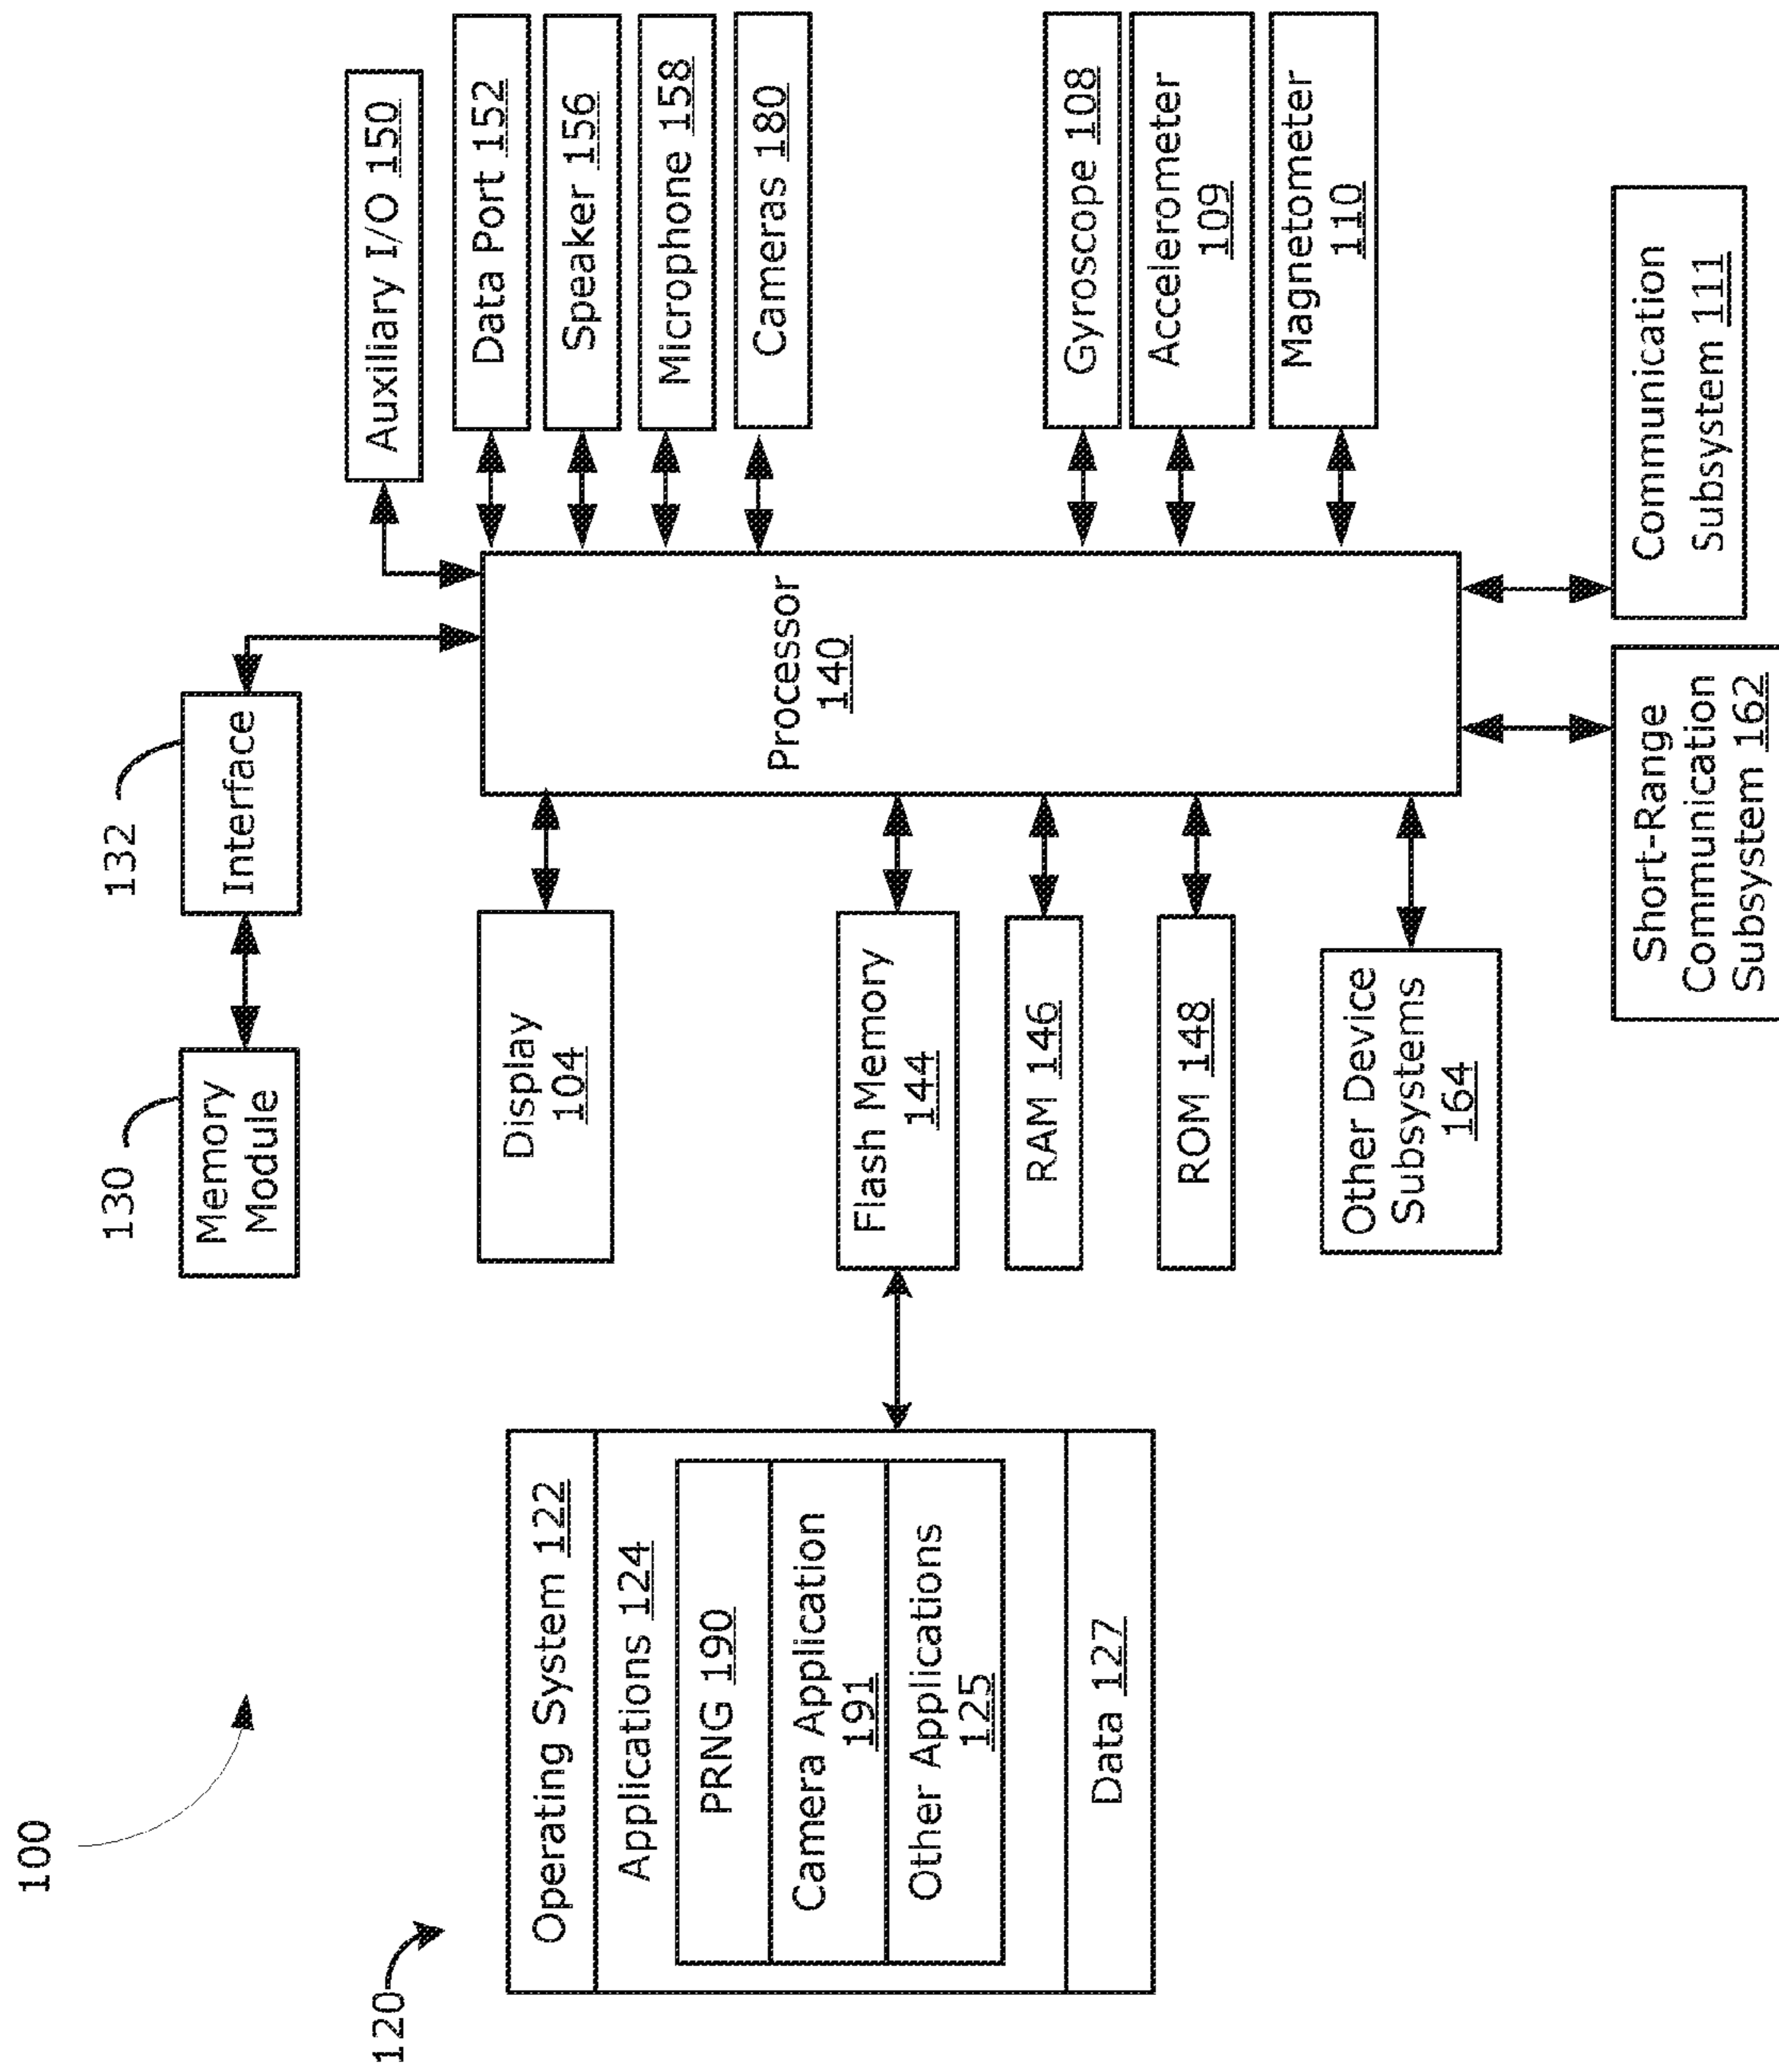 100
120
Operating System 122
Applications 124
PRNG 190
Camera Application
191
Other Applications
125
Data 127
130
Memory
Module
132
Interface
Display
104
Flash Memory
144
RAM 146
ROM 148
Other Device
Subsystems
164
Processor
140
Auxiliary I/O 150
Data Port 152
Speaker 156
Microphone 158
Cameras 180
Gyroscope 108
Accelerometer
109
Magnetometer
110
Short-Range
Communication
Subsystem 162
Communication
Subsystem 111